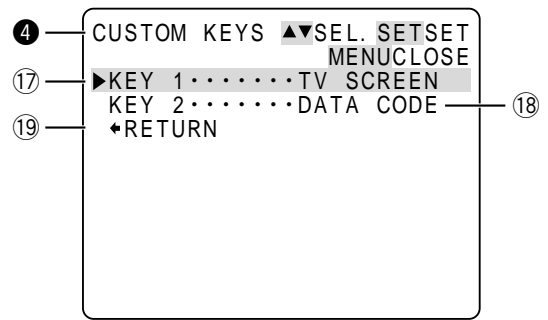 ❹ CUSTOM KEYS ▲▼SEL. SETSET
MENUCLOSE
⑰ ▶KEY 1·······TV SCREEN
KEY 2·······DATA CODE ⑱
⑲ ←RETURN